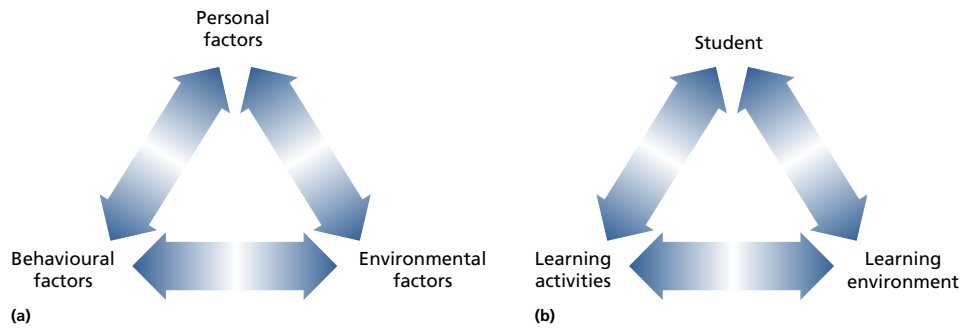 Personal
factors
Behavioural
factors
Environmental
factors
(a)
Student
Learning
activities
Learning
environment
(b)